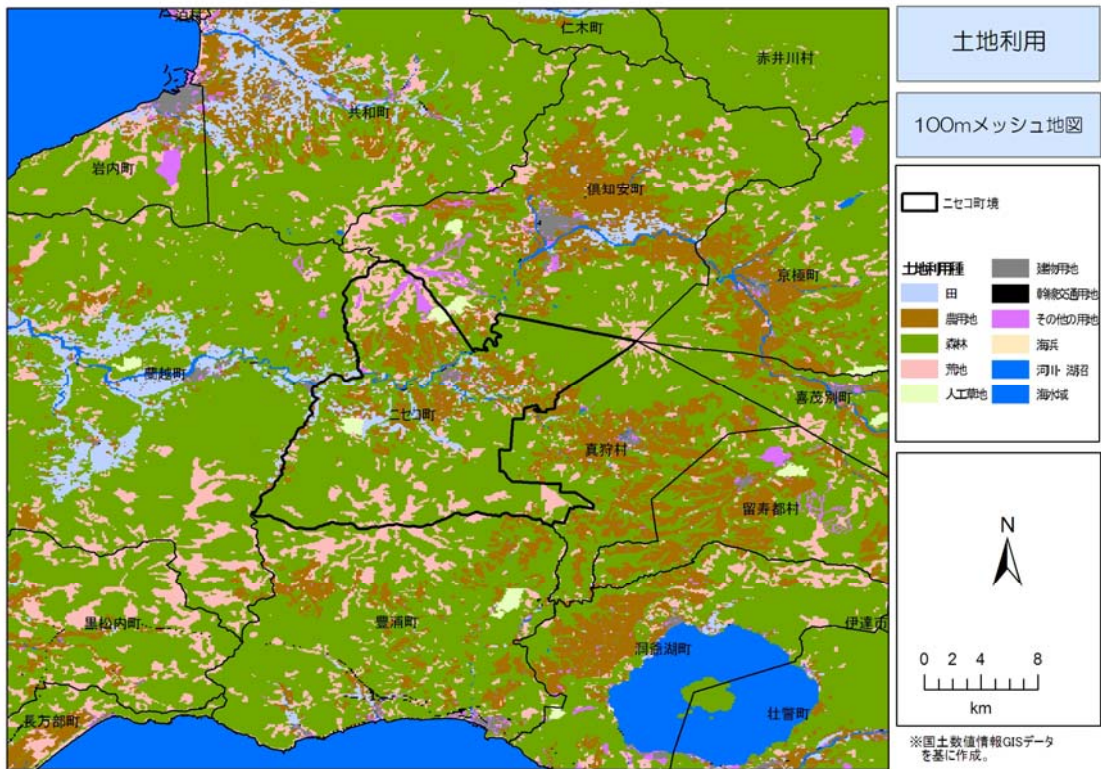 仁木町
赤井川村
共和町
岩内町
倶知安町
京極町
蘭越町
ニセコ町
喜茂別町
真狩村
留寿都村
黒松内町
豊浦町
洞爺湖町
伊達市
長万部町
壮瞥町
土地利用
100mメッシュ地図
ニセコ町境
土地利用種
田
農用地
森林
荒地
人工草地
建物用地
幹線交通用地
その他の用地
海浜
河川・湖沼
海水域
N
0 2 4 8
km
※国土数値情報GISデータ
を基に作成。